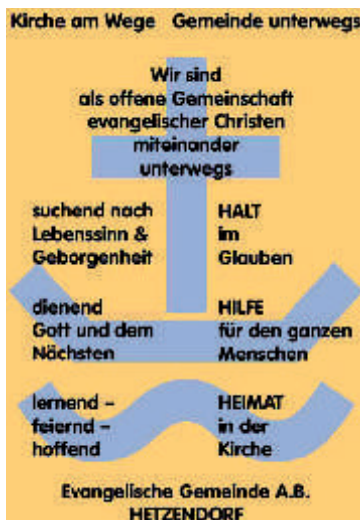 Kirche am Wege Gemeinde unterwegs
Wir sind
als offene Gemeinschaft
evangelischer Christen
miteinander
unterwegs
suchend nach HALT
Lebenssinn & im
Geborgenheit Glauben
dienend HILFE
Gott und dem für den ganzen
Nächsten Menschen
lernend – HEIMAT
feiernd – in der
hoffend Kirche
Evangelische Gemeinde A.B.
HETZENDORF